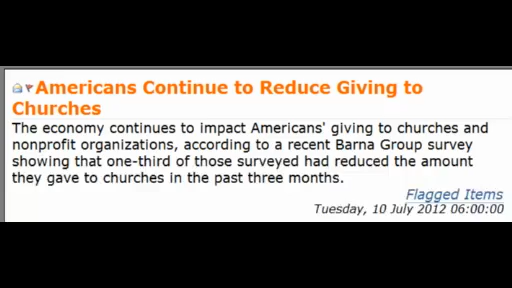 Americans Continue to Reduce Giving to
Churches
The economy continues to impact Americans' giving to churches and
nonprofit organizations, according to a recent Barna Group survey
showing that one-third of those surveyed had reduced the amount
they gave to churches in the past three months.
Flagged Items
Tuesday, 10 July 2012 06:00:00